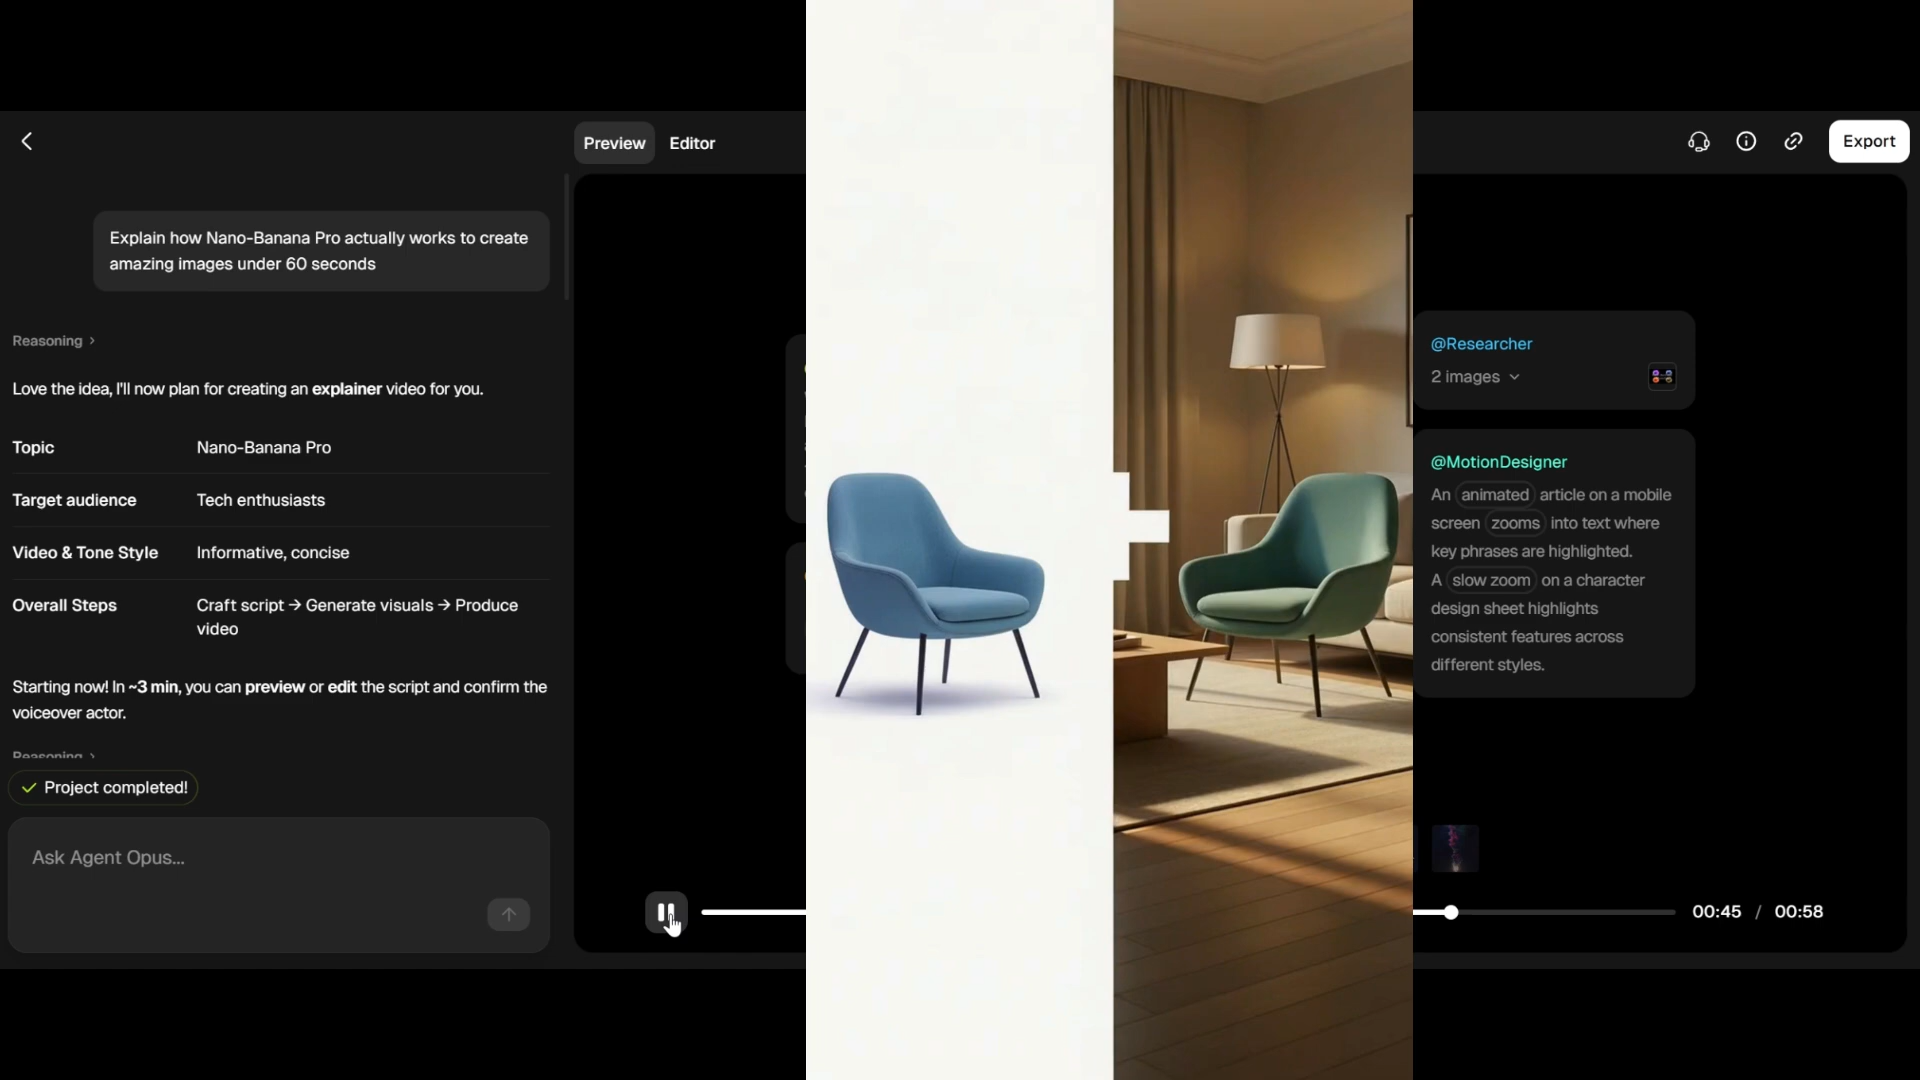 Preview
Editor
Export
Explain how Nano-Banana Pro actually works to create
amazing images under 60 seconds
Reasoning
Love the idea, I'll now plan for creating an explainer video for you.
Topic
Nano-Banana Pro
Target audience
Tech enthusiasts
Video & Tone Style
Informative, concise
Overall Steps
Craft script → Generate visuals → Produce
video
Starting now! In ~3 min, you can preview or edit the script and confirm the
voiceover actor.
Reasoning
Project completed!
Ask Agent Opus...
@Researcher
2 images
@MotionDesigner
An animated article on a mobile
screen zooms into text where
key phrases are highlighted.
A slow zoom on a character
design sheet highlights
consistent features across
different styles.
00:45 / 00:58